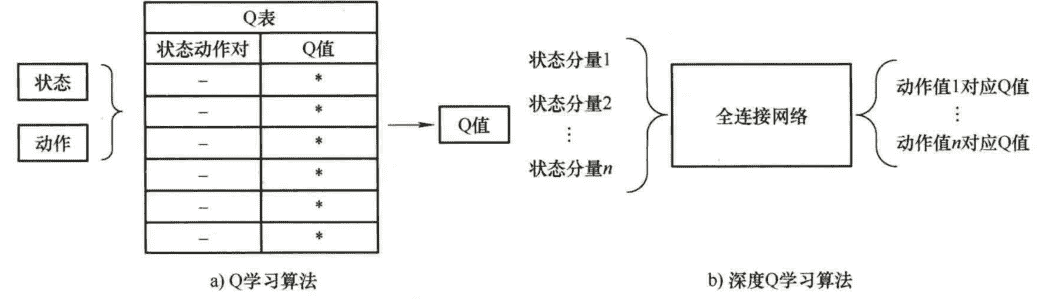 Q表
状态动作对 Q值
状态
动作
– *
– *
– *
– *
– *
– *
Q值
状态分量1
状态分量2
⋮
状态分量n
全连接网络
动作值1对应Q值
⋮
动作值n对应Q值
a) Q学习算法
b) 深度Q学习算法